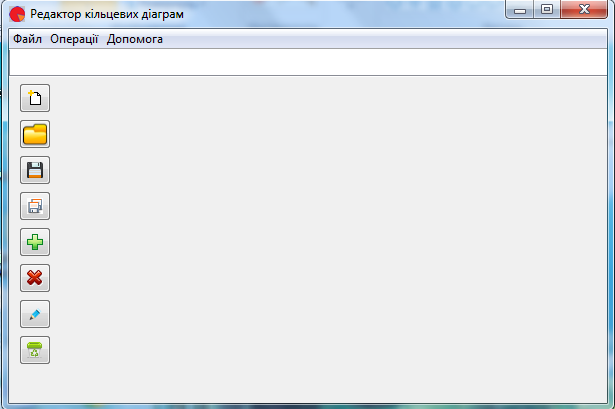 Редактор кільцевих діаграм
Файл Операції Допомога